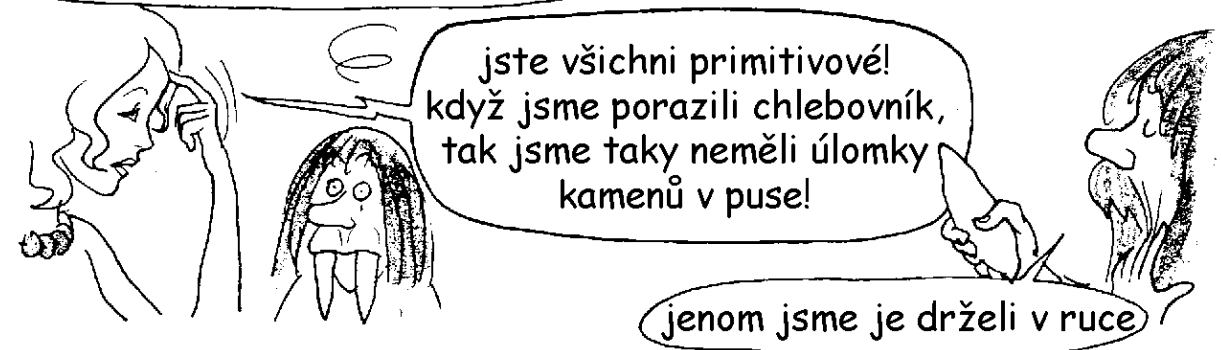 jste všichni primitivové!
když jsme porazili chlebovník,
tak jsme taky neměli úlomky
kamenů v puse!
jenom jsme je drželi v ruce